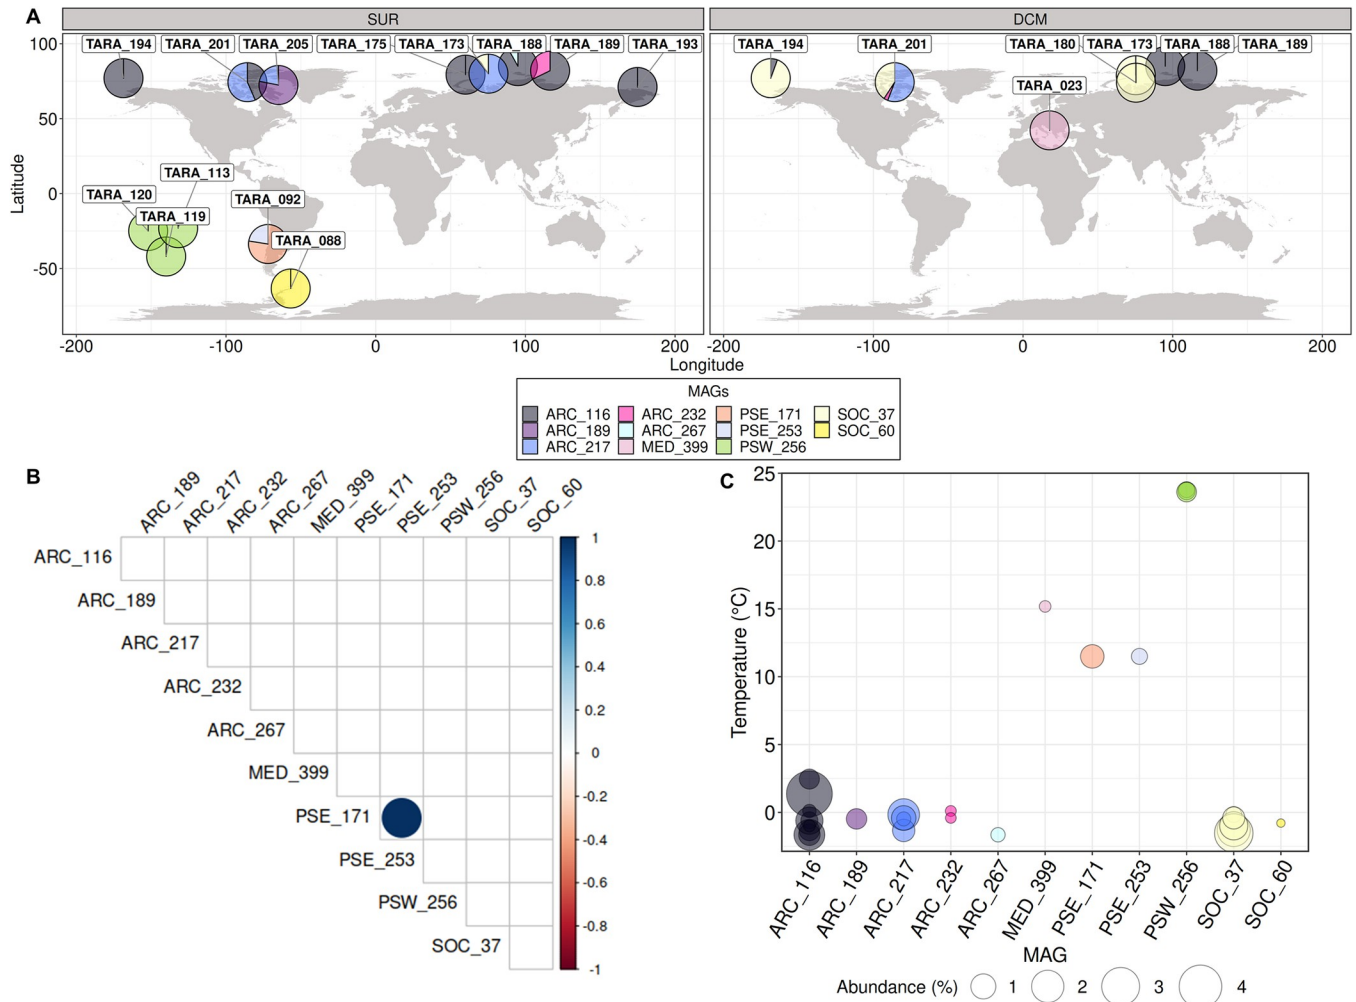 A
SUR
DCM
TARA_194 TARA_201 TARA_205 TARA_175 TARA_173 TARA_188 TARA_189 TARA_193
TARA_194 TARA_201 TARA_180 TARA_173 TARA_188 TARA_189
TARA_023
TARA_113
TARA_120
TARA_119
TARA_092
TARA_088
Latitude
100
50
0
-50
-200 -100 0 100 200
-200 -100 0 100 200
Longitude
MAGs
ARC_116 ARC_232 PSE_171 SOC_37
ARC_189 ARC_267 PSE_253 SOC_60
ARC_217 MED_399 PSW_256
B
ARC_189 ARC_217 ARC_232 ARC_267 MED_399 PSE_171 PSE_253 PSW_256 SOC_37 SOC_60
ARC_116
ARC_189
ARC_217
ARC_232
ARC_267
MED_399
PSE_171
PSE_253
PSW_256
SOC_37
1
0.8
0.6
0.4
0.2
0
-0.2
-0.4
-0.6
-0.8
-1
C
Temperature (°C)
25
20
15
10
5
0
ARC_116 ARC_189 ARC_217 ARC_232 ARC_267 MED_399 PSE_171 PSE_253 PSW_256 SOC_37 SOC_60
MAG
Abundance (%) 1 2 3 4